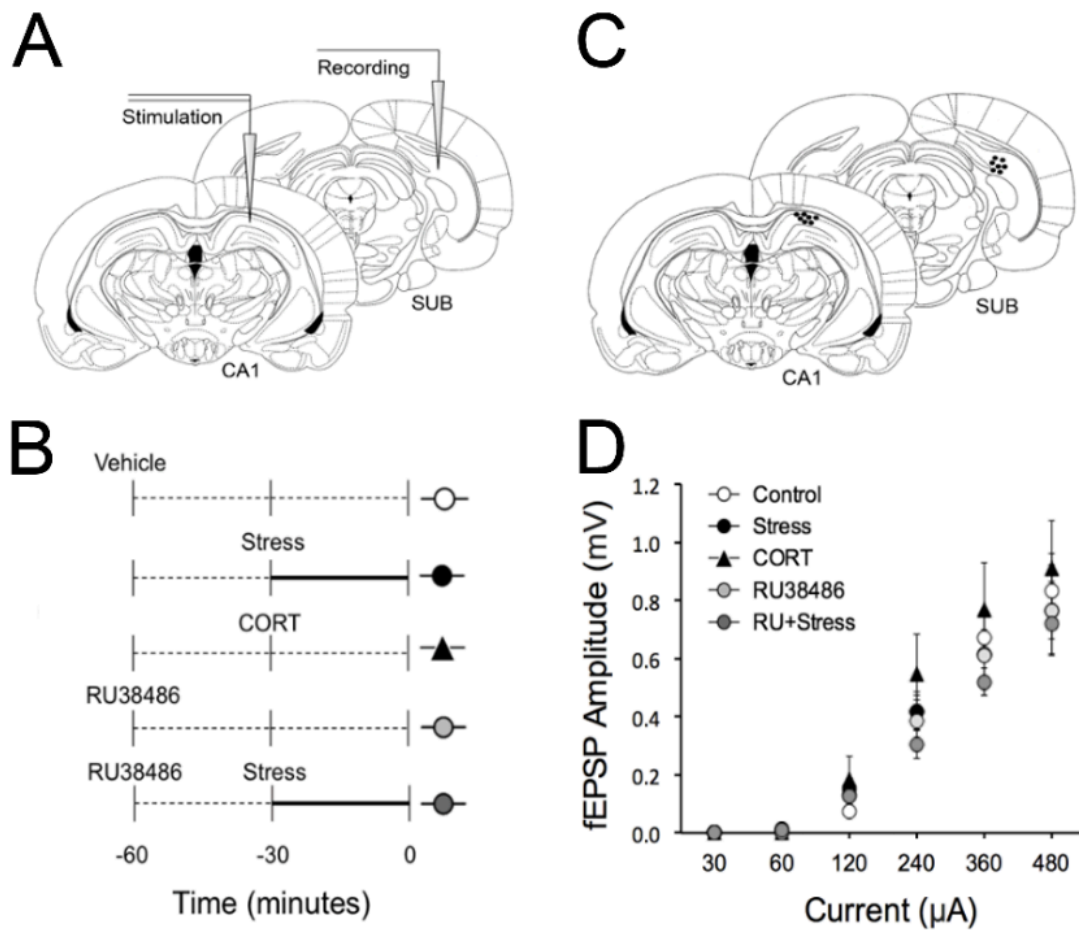 A
Recording
Stimulation
SUB
CA1
C
SUB
CA1
B
Vehicle
Stress
CORT
RU38486
RU38486 Stress
-60 -30 0
Time (minutes)
D
1.2
1.0
0.8
0.6
0.4
0.2
0.0
fEPSP Amplitude (mV)
Control
Stress
CORT
RU38486
RU+Stress
30 60 120 240 360 480
Current (µA)